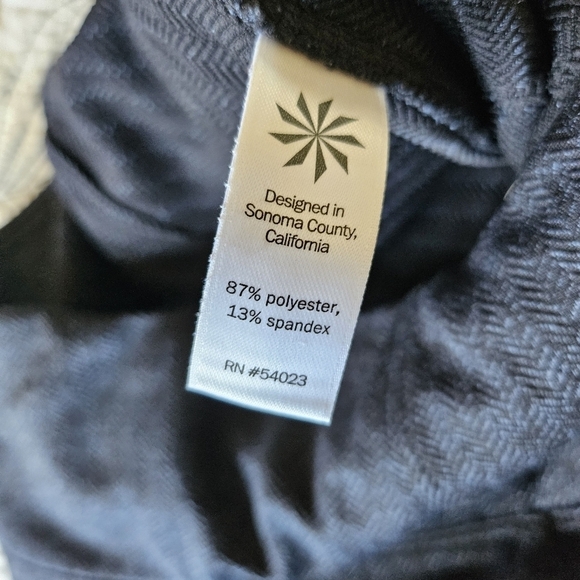 Designed in
Sonoma County,
California
87% polyester,
13% spandex
RN #54023